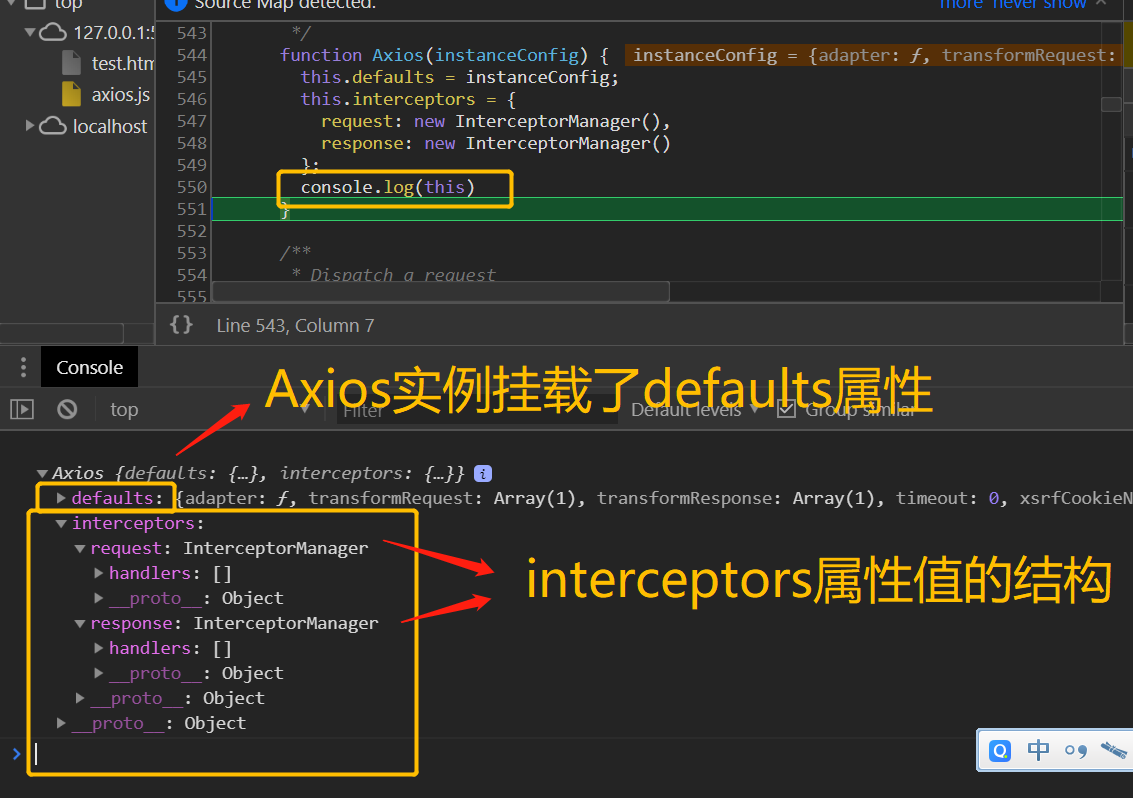 top
Source Map detected.
more never show
127.0.0.1:5
test.htm
axios.js
localhost
543 */
544 function Axios(instanceConfig) { instanceConfig = {adapter: ƒ, transformRequest:
545 this.defaults = instanceConfig;
546 this.interceptors = {
547 request: new InterceptorManager(),
548 response: new InterceptorManager()
549 };
550 console.log(this)
551 }
552
553 /**
554 * Dispatch a request
555
{} Line 543, Column 7
Console
Axios实例挂载了defaults属性
top
Filter
Default levels
Group similar
Axios {defaults: {…}, interceptors: {…}} i
defaults: {adapter: ƒ, transformRequest: Array(1), transformResponse: Array(1), timeout: 0, xsrfCookieN
interceptors:
request: InterceptorManager
handlers: []
__proto__: Object
response: InterceptorManager
handlers: []
__proto__: Object
__proto__: Object
__proto__: Object
interceptors属性值的结构
中